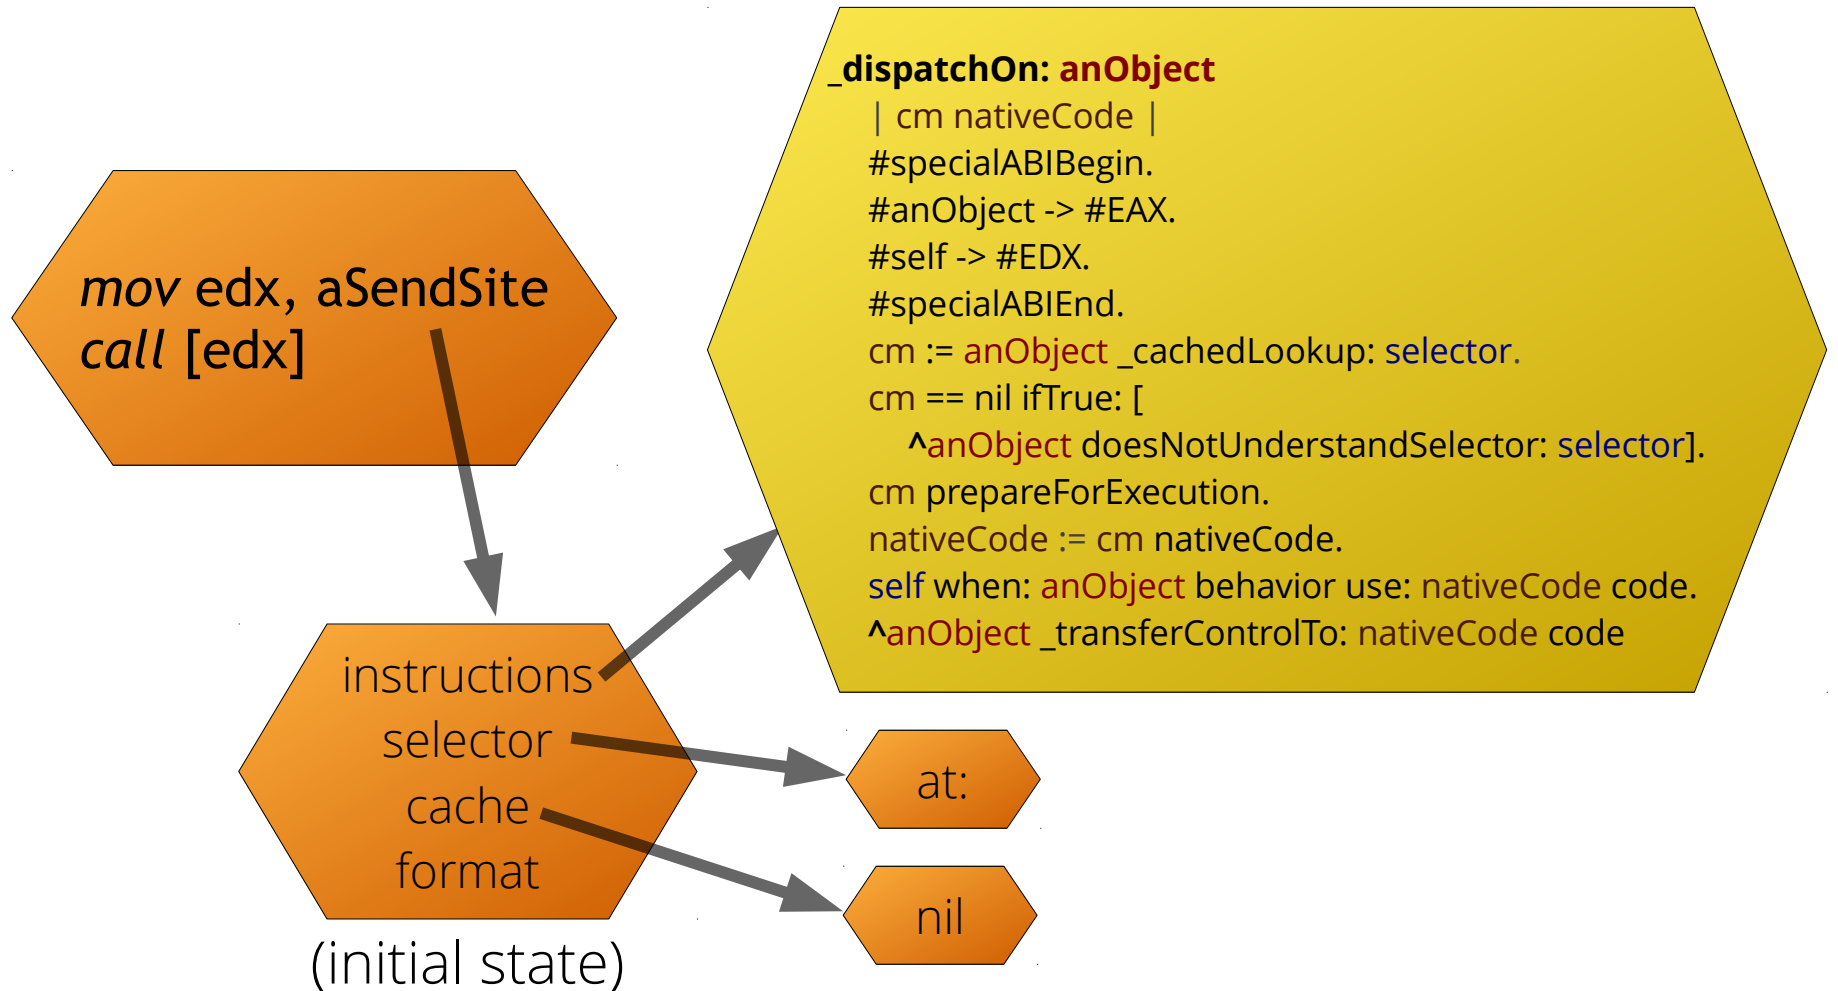 _dispatchOn: anObject
| cm nativeCode |
#specialABIBegin.
#anObject -> #EAX.
#self -> #EDX.
#specialABIEnd.
cm := anObject _cachedLookup: selector.
cm == nil ifTrue: [
^anObject doesNotUnderstandSelector: selector].
cm prepareForExecution.
nativeCode := cm nativeCode.
self when: anObject behavior use: nativeCode code.
^anObject _transferControlTo: nativeCode code
mov edx, aSendSite
call [edx]
instructions
selector
cache
format
(initial state)
at:
nil